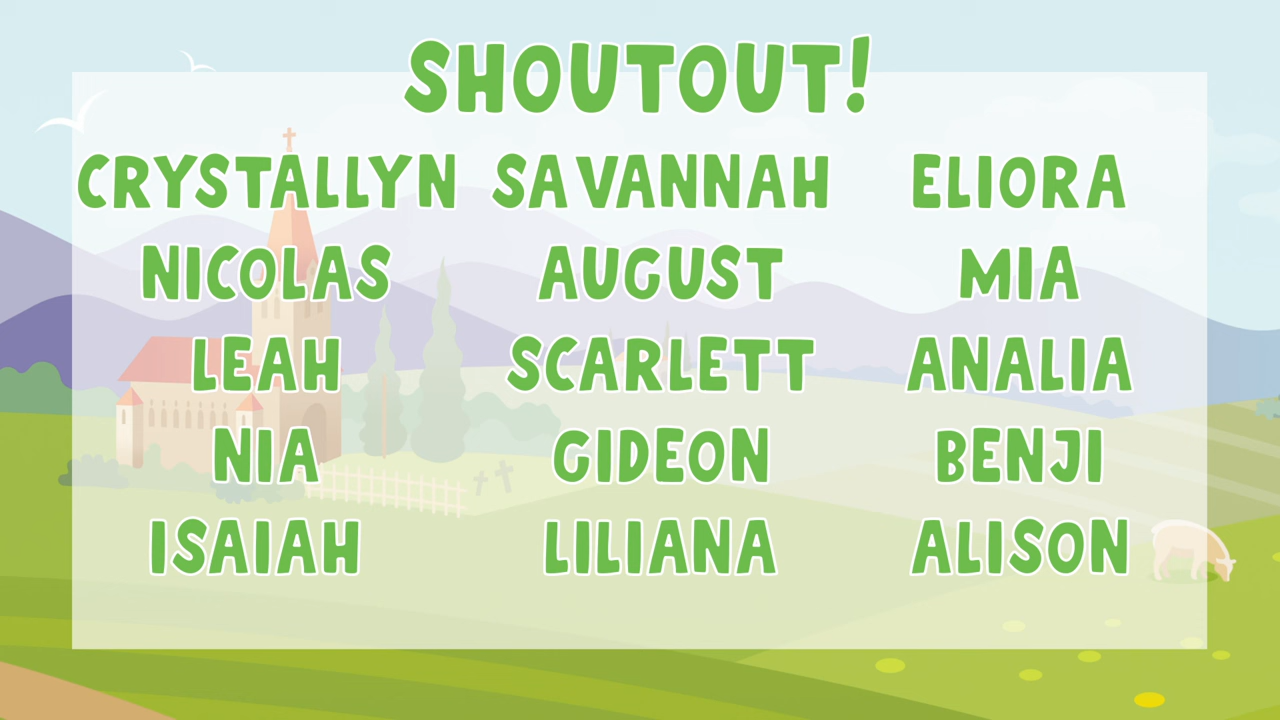 SHOUTOUT!
CRYSTALLYN SAVANNAH ELIORA
NICOLAS AUGUST MIA
LEAH SCARLETT ANALIA
NIA GIDEON BENJI
ISAIAH LILIANA ALISON